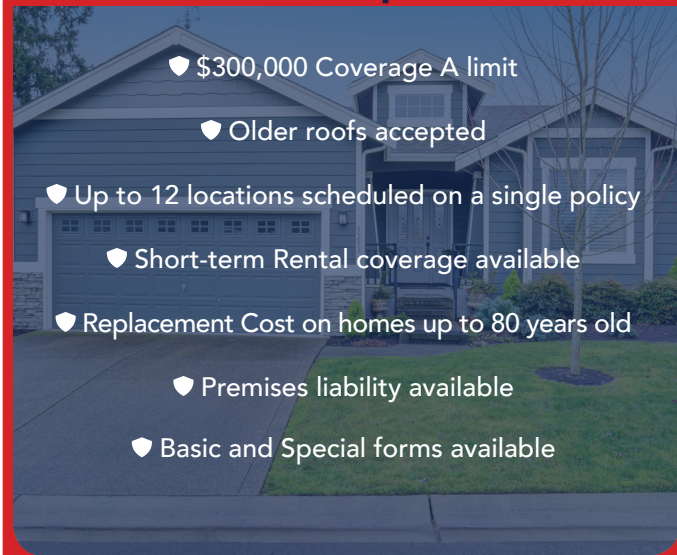 $300,000 Coverage A limit
Older roofs accepted
Up to 12 locations scheduled on a single policy
Short-term Rental coverage available
Replacement Cost on homes up to 80 years old
Premises liability available
Basic and Special forms available